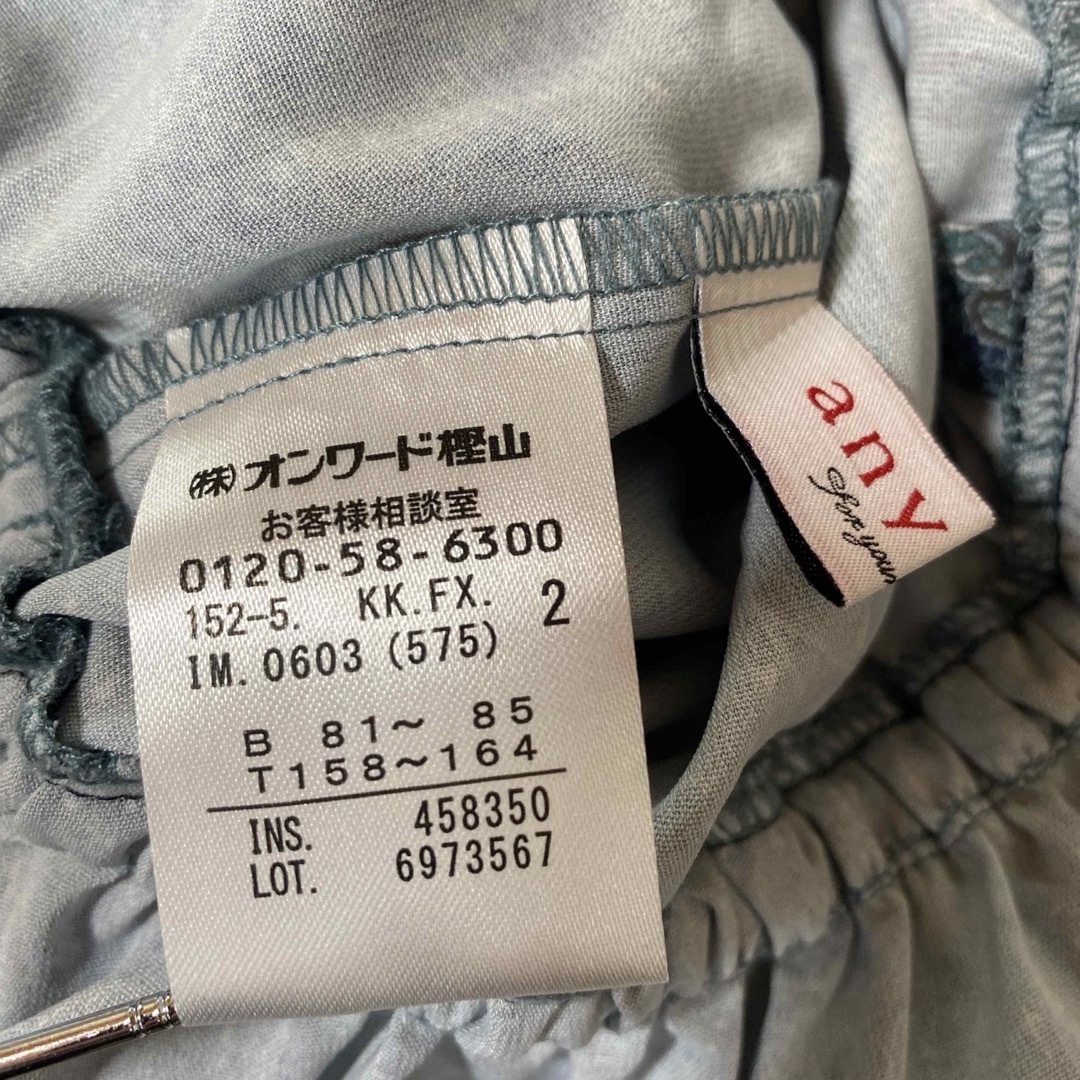 (株)オンワード樫山
お客様相談室
0120-58-6300
152-5. KK.FX. 2
IM.0603 (575)
B 81～ 85
T158～164
INS. 458350
LOT. 6973567
any
for your